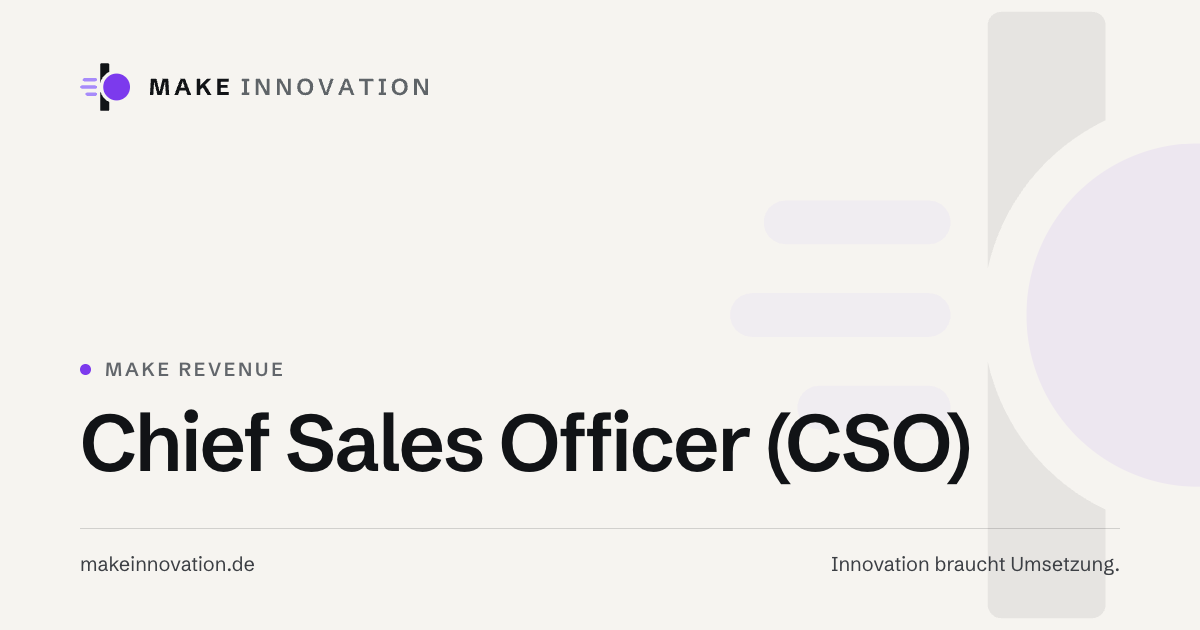 MAKE INNOVATION
MAKE REVENUE
Chief Sales Officer (CSO)
makeinnovation.de
Innovation braucht Umsetzung.